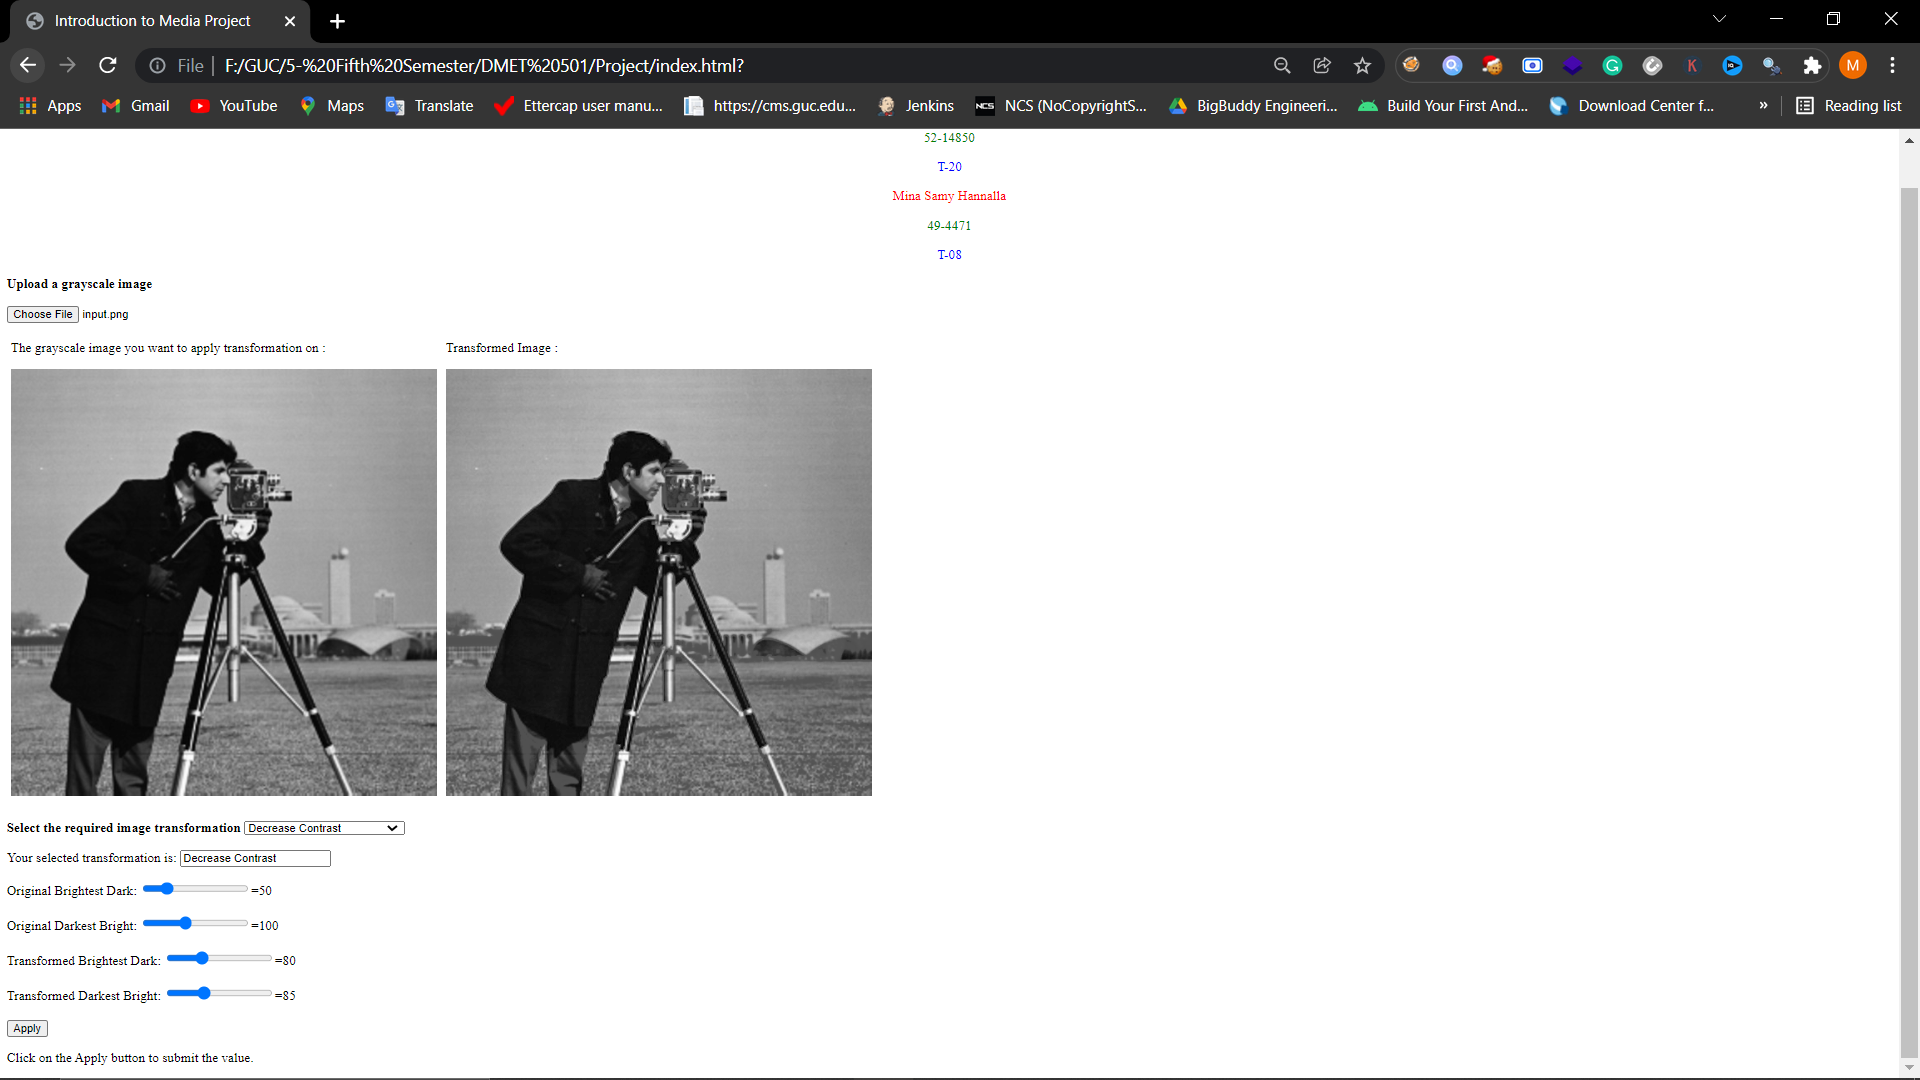 Introduction to Media Project
File | F:/GUC/5-%20Fifth%20Semester/DMET%20501/Project/index.html?
M
Apps Gmail YouTube Maps Translate Ettercap user manu... https://cms.guc.edu... Jenkins NCS NCS (NoCopyrightS... BigBuddy Engineeri... Build Your First And... Download Center f... » Reading list
52-14850
T-20
Mina Samy Hannalla
49-4471
T-08
Upload a grayscale image
Choose File input.png
The grayscale image you want to apply transformation on : Transformed Image :
Select the required image transformation Decrease Contrast
Your selected transformation is: Decrease Contrast
Original Brightest Dark: =50
Original Darkest Bright: =100
Transformed Brightest Dark: =80
Transformed Darkest Bright: =85
Apply
Click on the Apply button to submit the value.